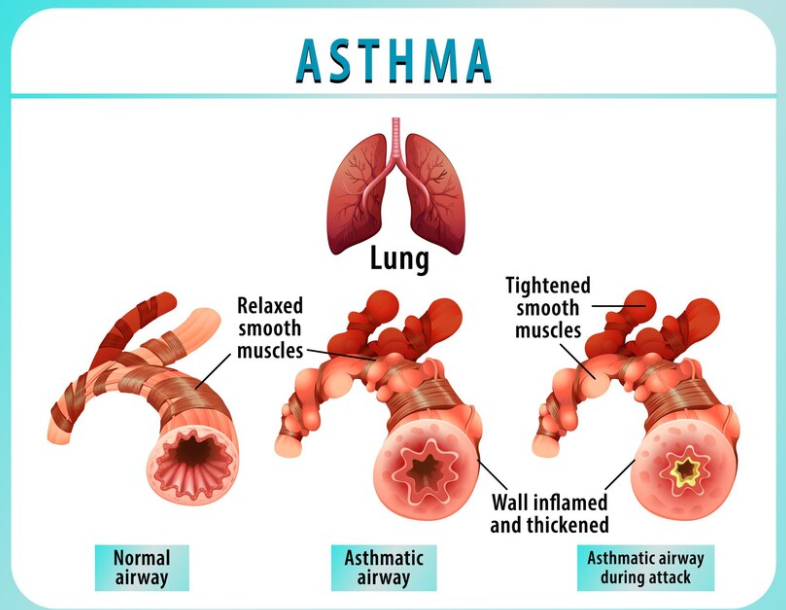 ASTHMA
Lung
Relaxed
smooth
muscles
Tightened
smooth
muscles
Wall inflamed
and thickened
Normal
airway
Asthmatic
airway
Asthmatic airway
during attack